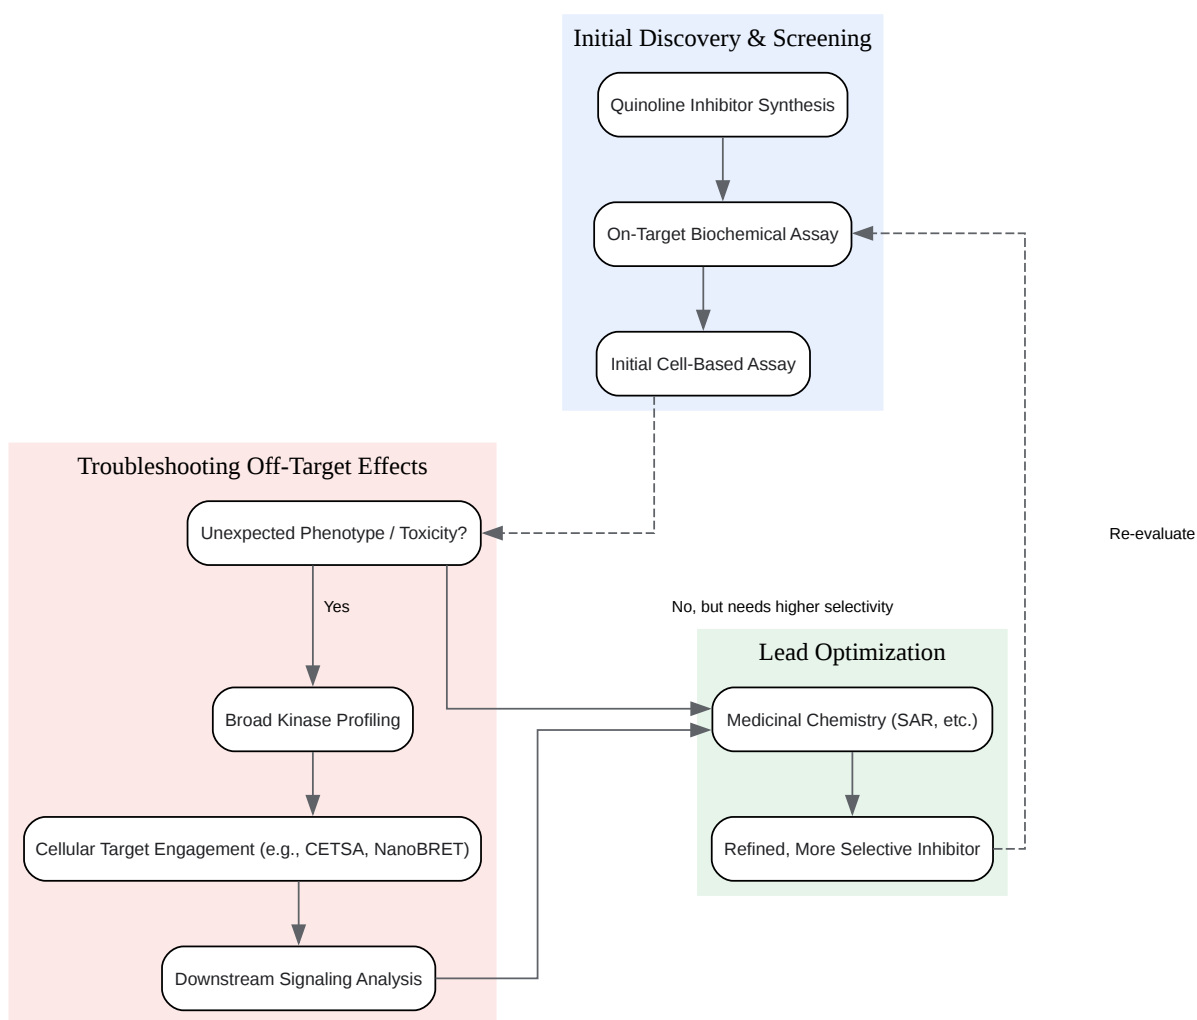 Initial Discovery & Screening
Quinoline Inhibitor Synthesis
On-Target Biochemical Assay
Initial Cell-Based Assay
Troubleshooting Off-Target Effects
Unexpected Phenotype / Toxicity?
Re-evaluate
Yes
No, but needs higher selectivity
Lead Optimization
Broad Kinase Profiling
Medicinal Chemistry (SAR, etc.)
Cellular Target Engagement (e.g., CETSA, NanoBRET)
Refined, More Selective Inhibitor
Downstream Signaling Analysis